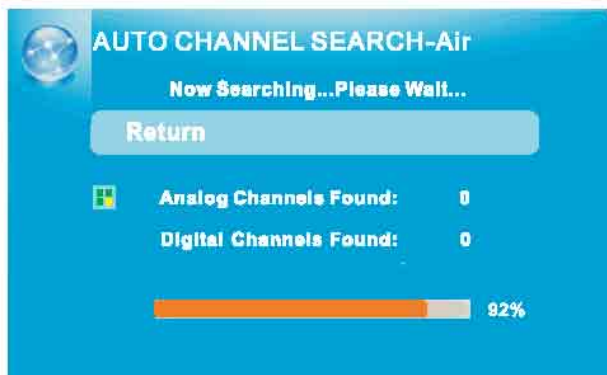 AUTO CHANNEL SEARCH-Air
Now Searching...Please Wait...
Return
Analog Channels Found: 0
Digital Channels Found: 0
92%